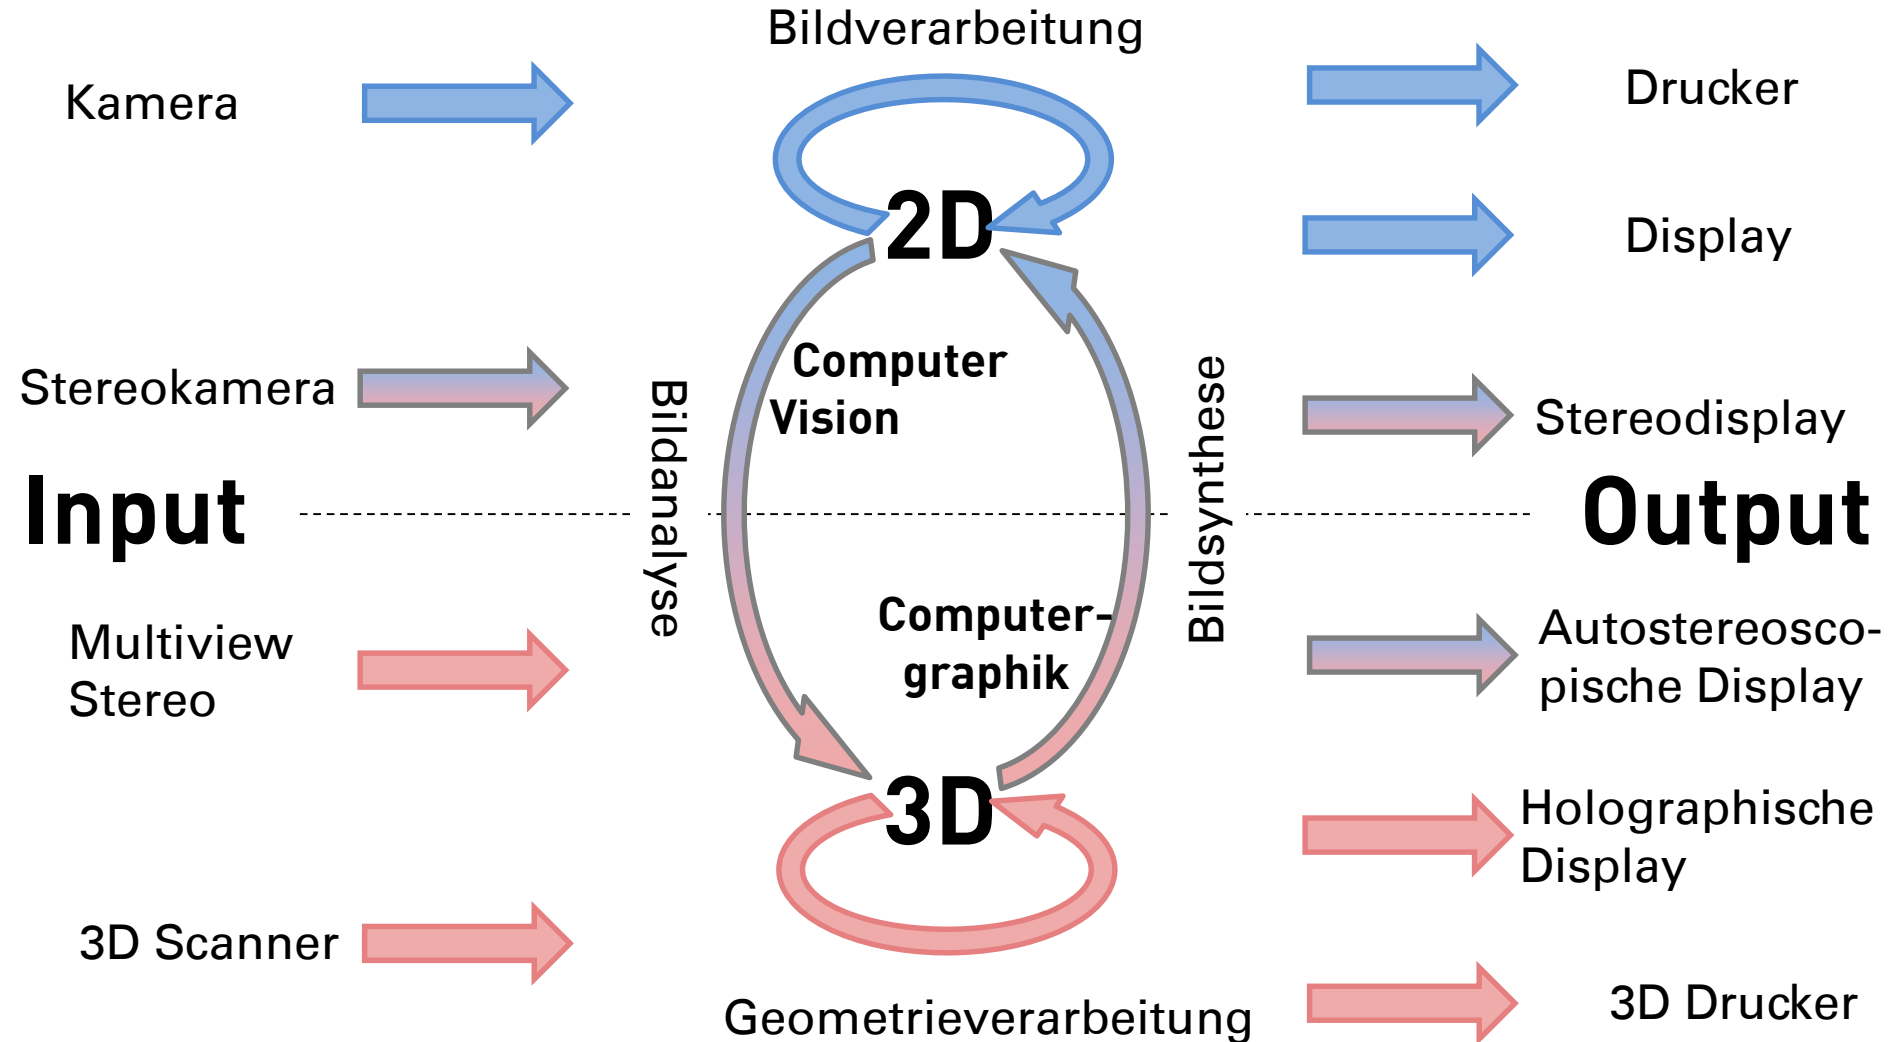 Bildverarbeitung
Kamera
Drucker
2D
Display
Computer
Vision
Stereokamera
Bildanalyse
Bildsynthese
Stereodisplay
Input
Output
Computer-
graphik
Multiview
Stereo
Autostereosco-
pische Display
3D
Holographische
Display
3D Scanner
Geometrieverarbeitung
3D Drucker